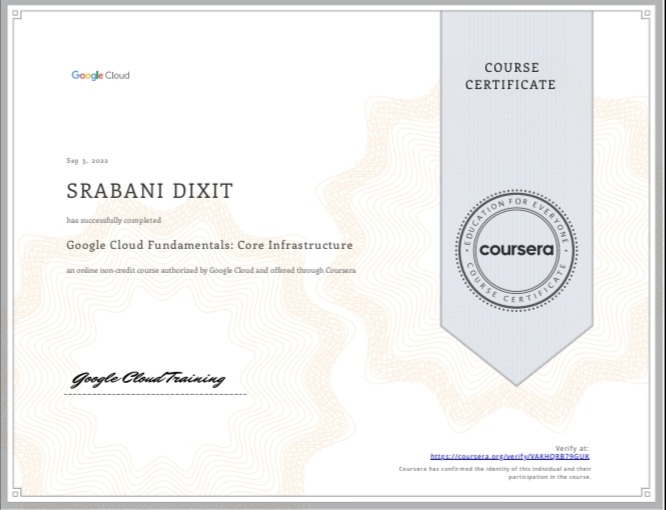 Google Cloud
COURSE
CERTIFICATE
Sep 3, 2022
SRABANI DIXIT
has successfully completed
Google Cloud Fundamentals: Core Infrastructure
an online non-credit course authorized by Google Cloud and offered through Coursera
EDUCATION FOR EVERYONE
coursera
COURSE CERTIFICATE
Google Cloud Training
Verify at:
https://coursera.org/verify/VAKHQRB79GUK
Coursera has confirmed the identity of this individual and their
participation in the course.